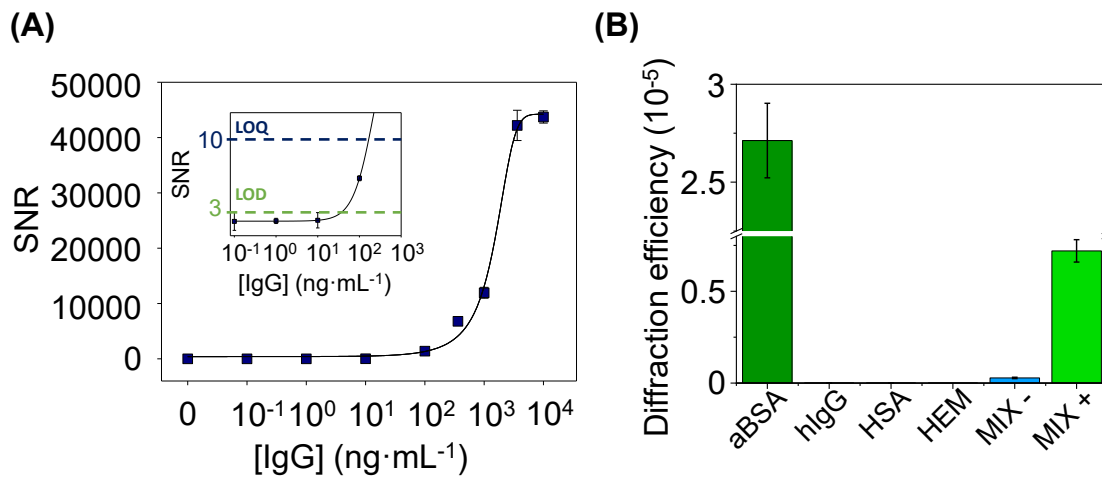 (A)
50000
40000
30000
20000
10000
0
SNR
0 10⁻¹ 10⁰ 10¹ 10² 10³ 10⁴
[IgG] (ng·mL⁻¹)
LOQ
10
LOD
3
SNR
10⁻¹ 10⁰ 10¹ 10² 10³
[IgG] (ng·mL⁻¹)
(B)
Diffraction efficiency (10⁻⁵)
3
2.5
0.5
0
aBSA
hIgG
HSA
HEM
MIX -
MIX +